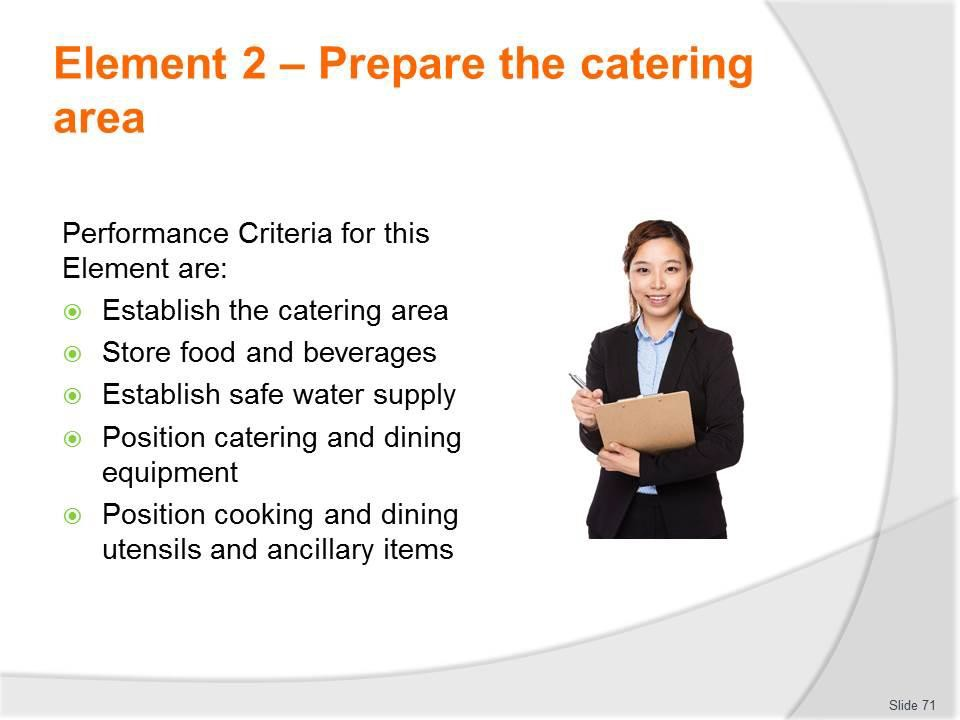 Element 2 – Prepare the catering
area
Performance Criteria for this
Element are:
Establish the catering area
Store food and beverages
Establish safe water supply
Position catering and dining
equipment
Position cooking and dining
utensils and ancillary items
Slide 71